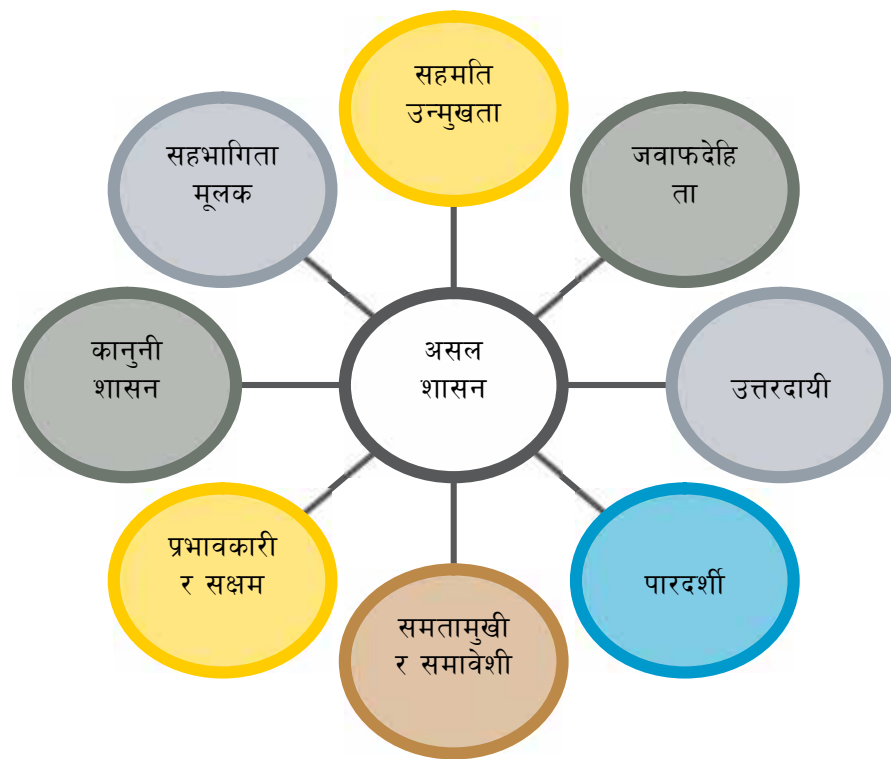 सहमति
उन्मुखता
जवाफदेहि
ता
उत्तरदायी
पारदर्शी
समतामुखी
र समावेशी
प्रभावकारी
र सक्षम
कानुनी
शासन
सहभागिता
मूलक
असल
शासन